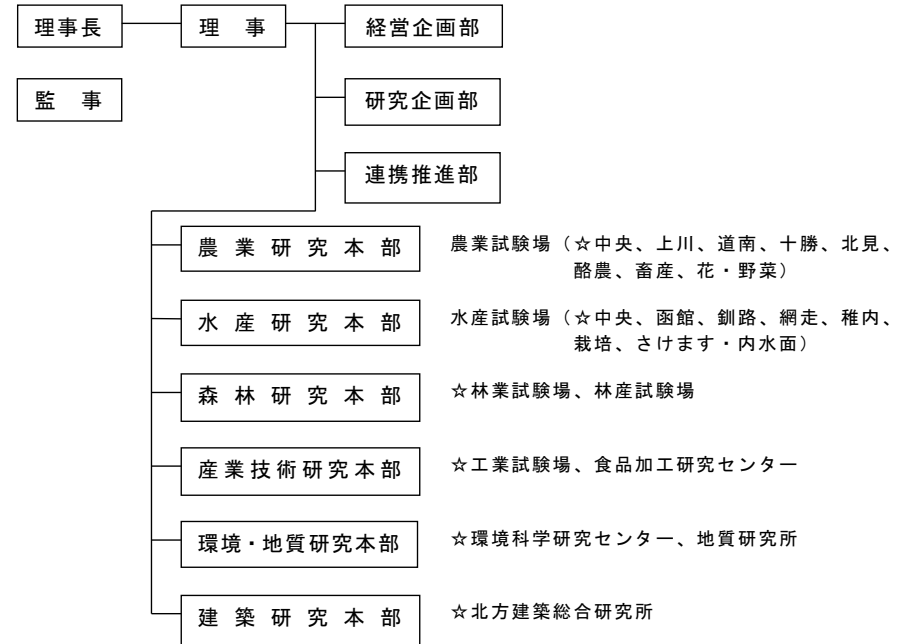 理事長 理　事 経営企画部
監　事 研究企画部
連携推進部
農業研究本部 農業試験場（☆中央、上川、道南、十勝、北見、
酪農、畜産、花・野菜）
水産研究本部 水産試験場（☆中央、函館、釧路、網走、稚内、
栽培、さけます・内水面）
森林研究本部 ☆林業試験場、林産試験場
産業技術研究本部 ☆工業試験場、食品加工研究センター
環境・地質研究本部 ☆環境科学研究センター、地質研究所
建築研究本部 ☆北方建築総合研究所